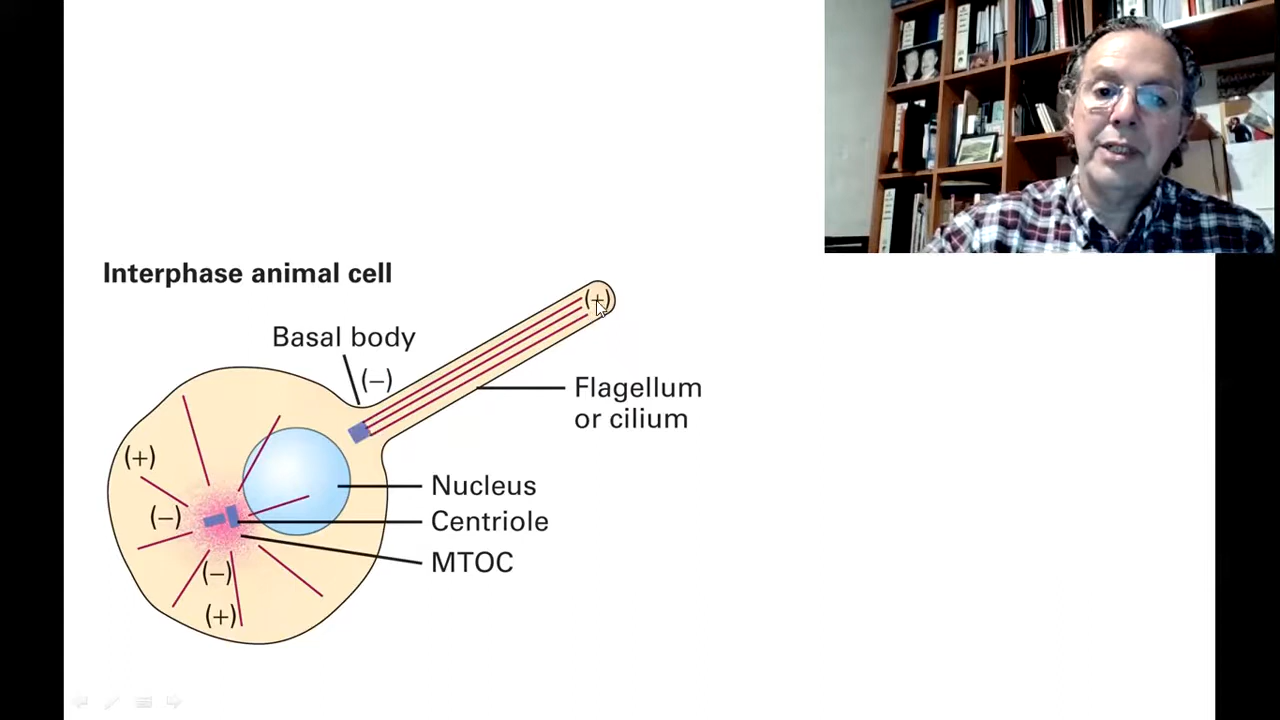 Interphase animal cell
(+)
Basal body
(–)
Flagellum
or cilium
(+)
Nucleus
(–)
Centriole
MTOC
(–)
(+)